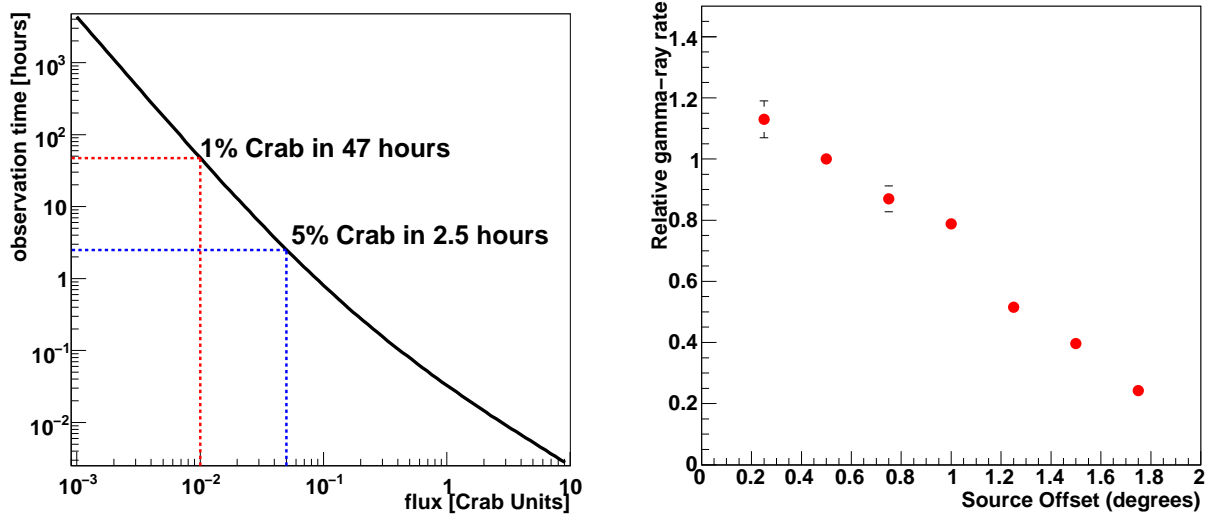 observation time [hours]
10³
10²
10
1
10⁻¹
10⁻²
1% Crab in 47 hours
5% Crab in 2.5 hours
10⁻³ 10⁻² 10⁻¹ 1 10
flux [Crab Units]
Relative gamma−ray rate
1.4
1.2
1
0.8
0.6
0.4
0.2
0
0 0.2 0.4 0.6 0.8 1 1.2 1.4 1.6 1.8 2
Source Offset (degrees)